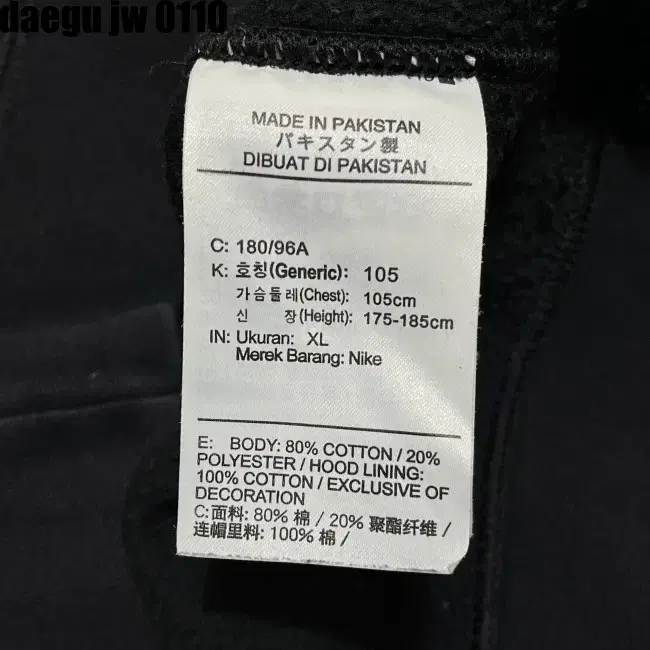 daegu jw 0110
MADE IN PAKISTAN
パキスタン製
DIBUAT DI PAKISTAN
C: 180/96A
K: 호칭(Generic): 105
가슴둘레(Chest): 105cm
신 장(Height): 175-185cm
IN: Ukuran: XL
Merek Barang: Nike
E: BODY: 80% COTTON / 20%
POLYESTER / HOOD LINING:
100% COTTON / EXCLUSIVE OF
DECORATION
C:面料: 80% 棉 / 20% 聚酯纤维 /
连帽里料: 100% 棉 /